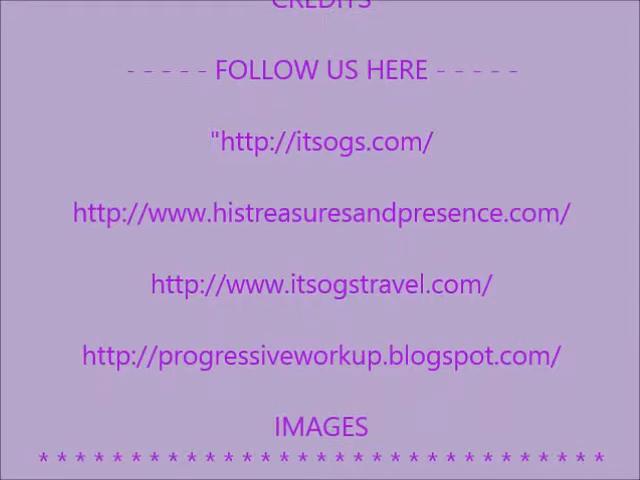 CREDITS
- - - - - FOLLOW US HERE - - - - -
"http://itsogs.com/
http://www.histreasuresandpresence.com/
http://www.itsogstravel.com/
http://progressiveworkup.blogspot.com/
IMAGES
* * * * * * * * * * * * * * * * * * * * * * * * * * * * * * *